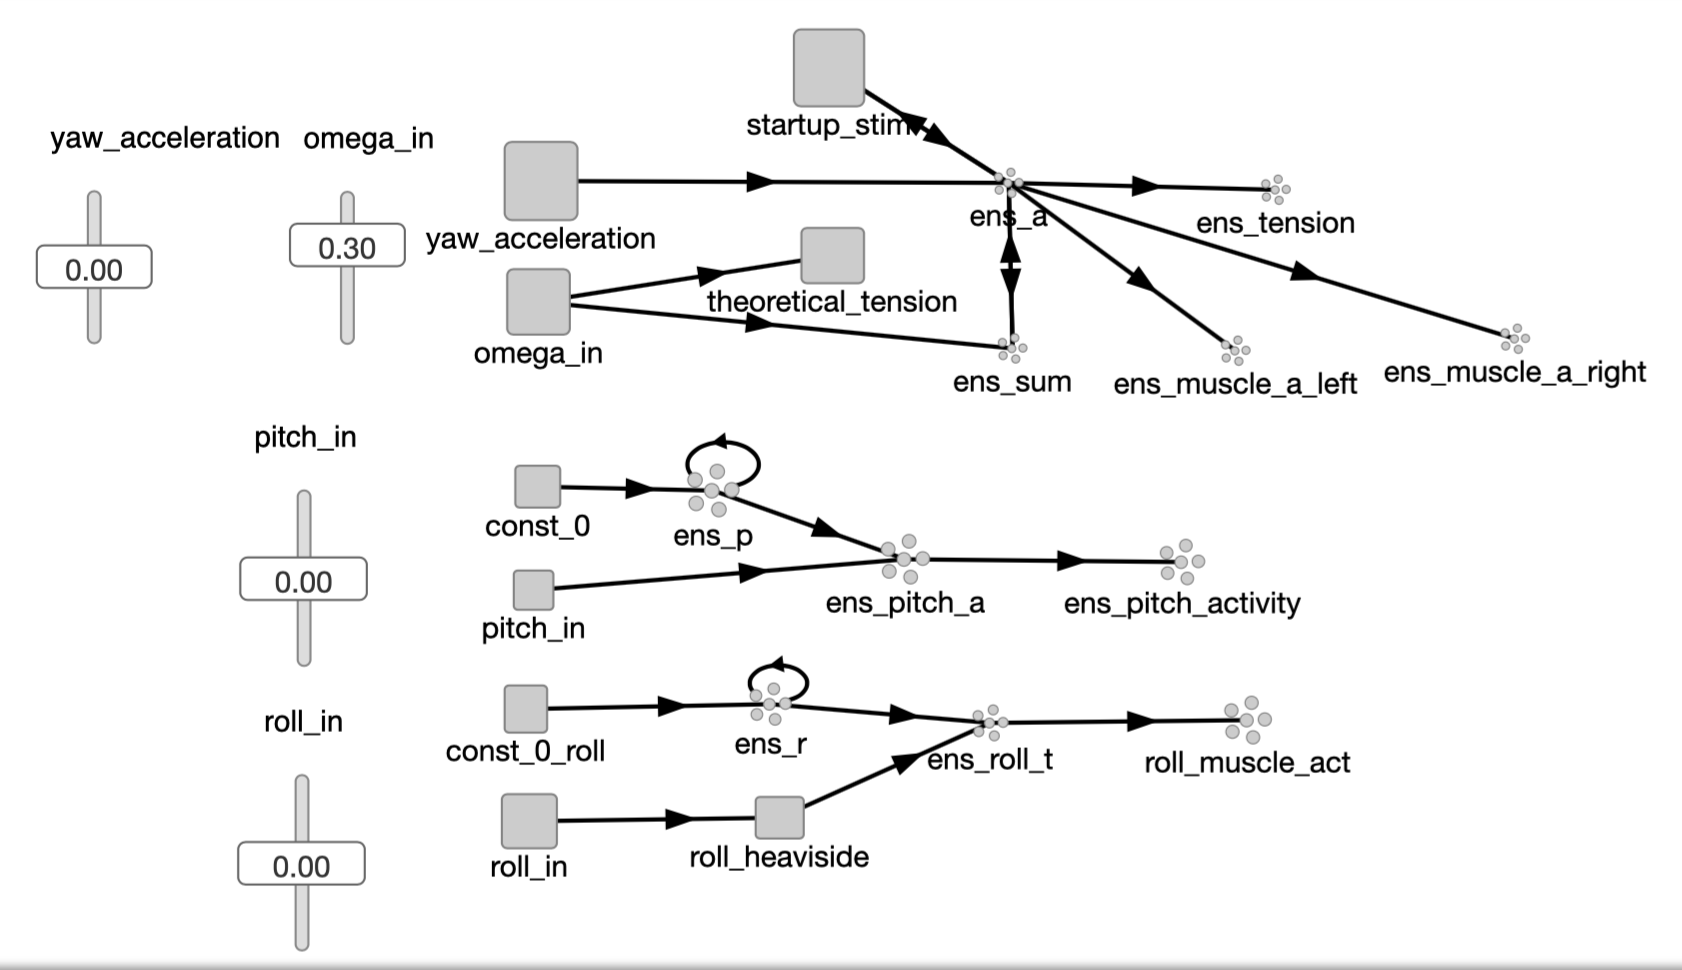 startup_stim
yaw_acceleration omega_in
0.00
0.30
yaw_acceleration
ens_a
ens_tension
theoretical_tension
omega_in
ens_sum
ens_muscle_a_left
ens_muscle_a_right
pitch_in
0.00
const_0
ens_p
pitch_in
ens_pitch_a
ens_pitch_activity
roll_in
0.00
const_0_roll
ens_r
ens_roll_t
roll_muscle_act
roll_in
roll_heaviside